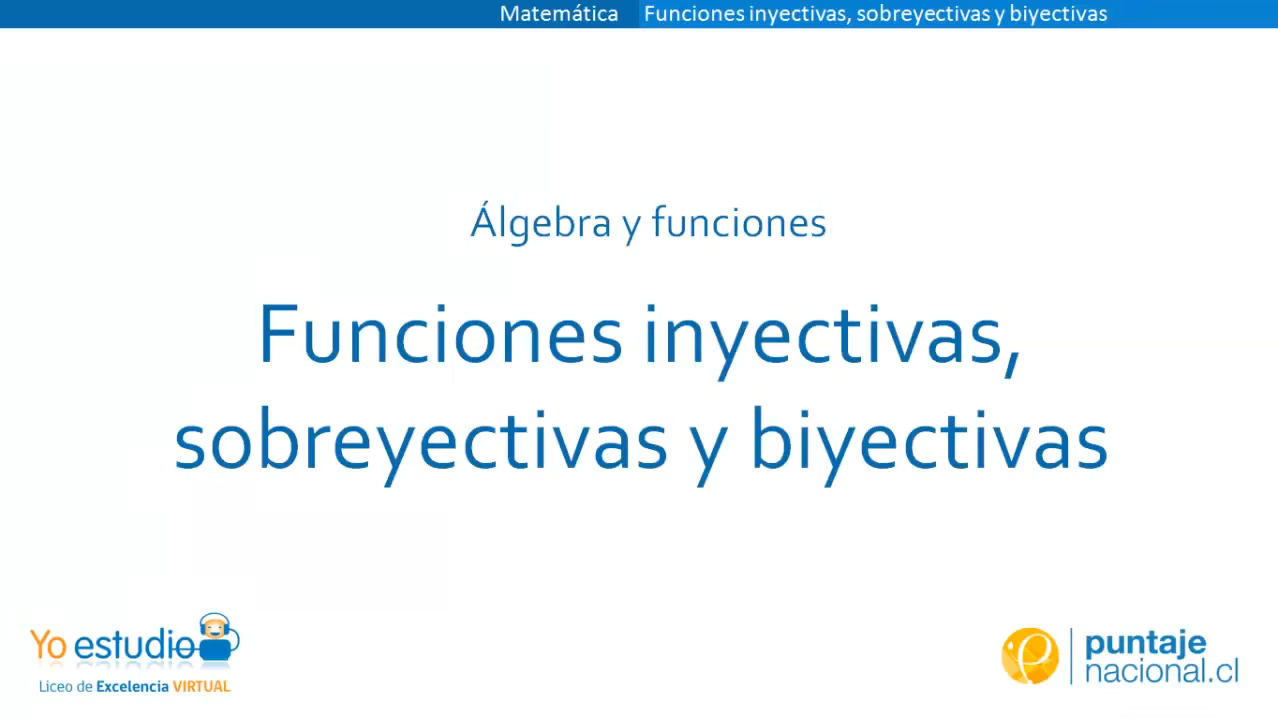 Matemática Funciones inyectivas, sobreyectivas y biyectivas
Álgebra y funciones
Funciones inyectivas,
sobreyectivas y biyectivas
Yo estudio
Liceo de Excelencia VIRTUAL
puntaje
nacional.cl